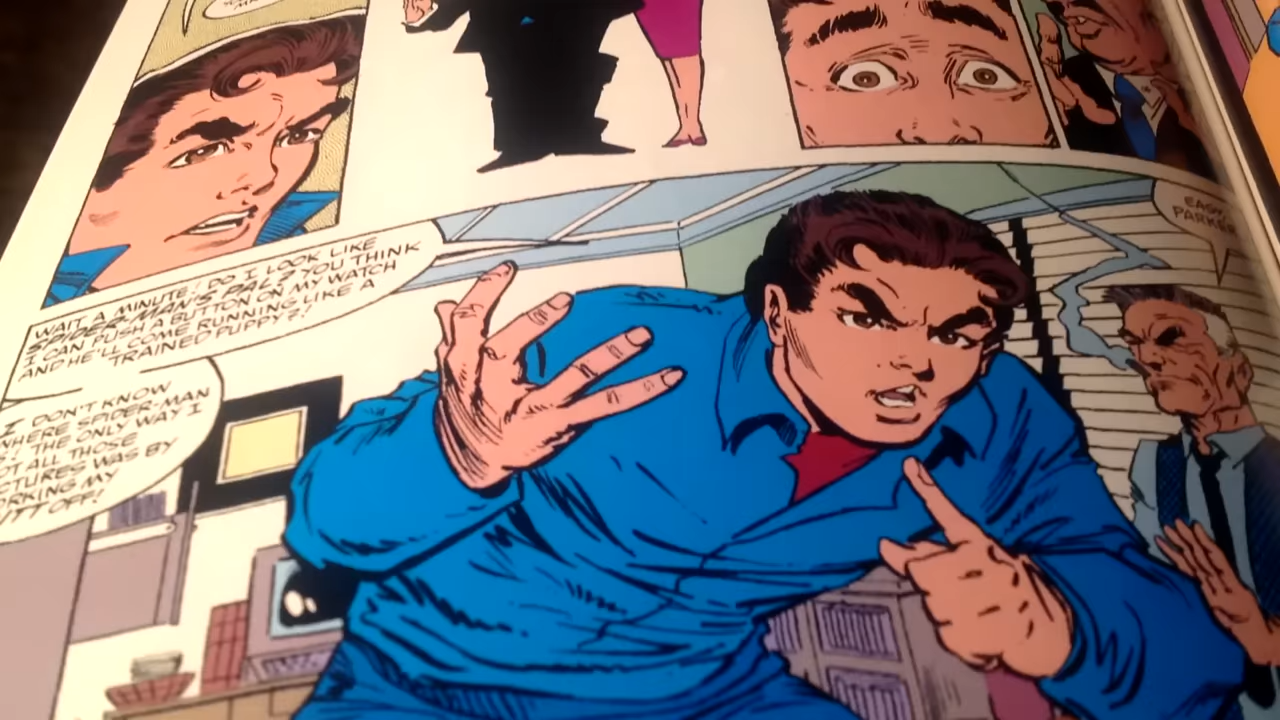 WAIT A MINUTE! DO I LOOK LIKE
SPIDER-MAN'S PAL? YOU THINK
I CAN PUSH A BUTTON ON MY WATCH
AND HE'LL COME RUNNING LIKE A
TRAINED PUPPY?!
I DON'T KNOW
WHERE SPIDER-MAN
THE ONLY WAY I
ALL THOSE
WAS BY
MY
OFF!
EASY,
PARKER